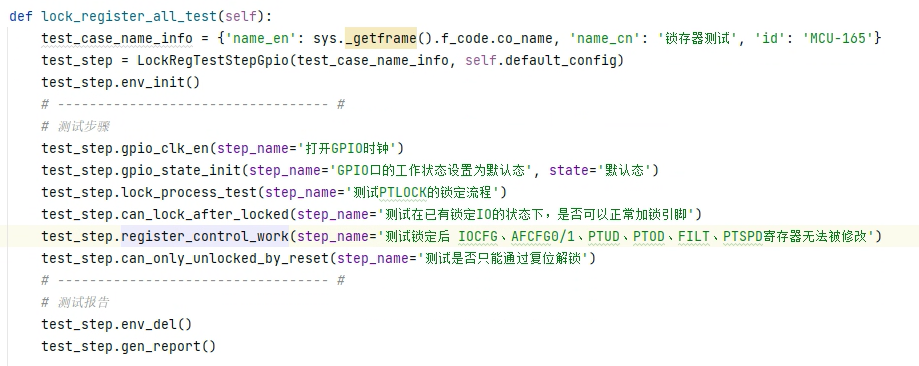 def lock_register_all_test(self):
    test_case_name_info = {'name_en': sys._getframe().f_code.co_name, 'name_cn': '锁存器测试', 'id': 'MCU-165'}
    test_step = LockRegTestStepGpio(test_case_name_info, self.default_config)
    test_step.env_init()
    # --------------------------------- #
    # 测试步骤
    test_step.gpio_clk_en(step_name='打开GPIO时钟')
    test_step.gpio_state_init(step_name='GPIO口的工作状态设置为默认态', state='默认态')
    test_step.lock_process_test(step_name='测试PTLOCK的锁定流程')
    test_step.can_lock_after_locked(step_name='测试在已有锁定IO的状态下，是否可以正常加锁引脚')
    test_step.register_control_work(step_name='测试锁定后 IOCFG、AFCFG0/1、PTUD、PTOD、FILT、PTSPD寄存器无法被修改')
    test_step.can_only_unlocked_by_reset(step_name='测试是否只能通过复位解锁')
    # --------------------------------- #
    # 测试报告
    test_step.env_del()
    test_step.gen_report()